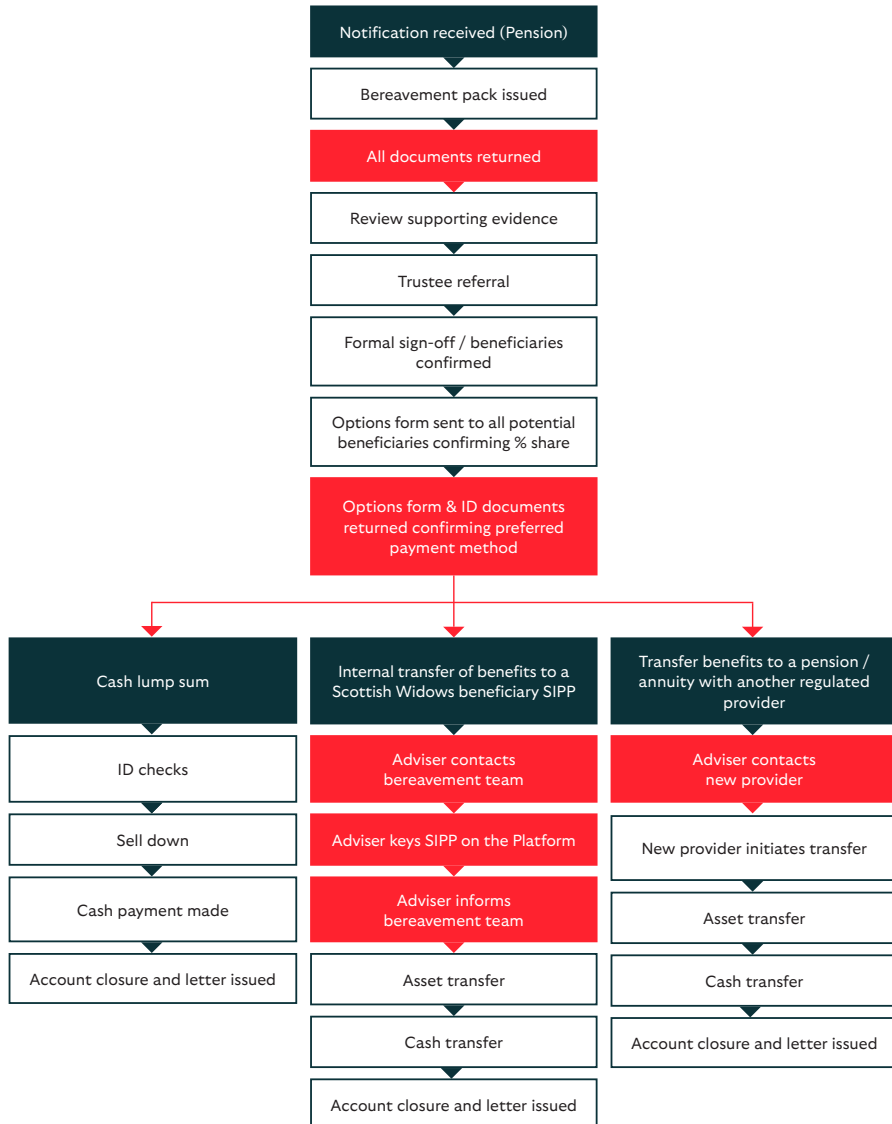 Notification received (Pension)
Bereavement pack issued
All documents returned
Review supporting evidence
Trustee referral
Formal sign-off / beneficiaries
confirmed
Options form sent to all potential
beneficiaries confirming % share
Options form & ID documents
returned confirming preferred
payment method
Cash lump sum
ID checks
Sell down
Cash payment made
Account closure and letter issued
Internal transfer of benefits to a
Scottish Widows beneficiary SIPP
Adviser contacts
bereavement team
Adviser keys SIPP on the Platform
Adviser informs
bereavement team
Asset transfer
Cash transfer
Account closure and letter issued
Transfer benefits to a pension /
annuity with another regulated
provider
Adviser contacts
new provider
New provider initiates transfer
Asset transfer
Cash transfer
Account closure and letter issued